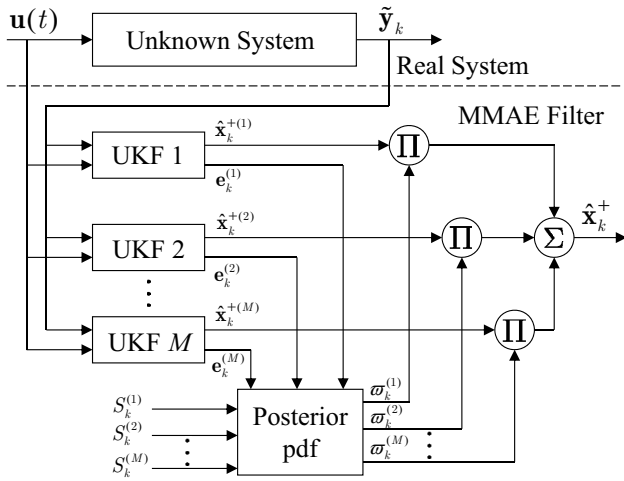 u(t)
Unknown System
ỹ_k
Real System
MMAE Filter
UKF 1
x̂_k^{+(1)}
e_k^{(1)}
∏
UKF 2
x̂_k^{+(2)}
e_k^{(2)}
∏
Σ
x̂_k^+
UKF M
x̂_k^{+(M)}
e_k^{(M)}
∏
S_k^{(1)}
S_k^{(2)}
S_k^{(M)}
Posterior
pdf
ϖ_k^{(1)}
ϖ_k^{(2)}
ϖ_k^{(M)}